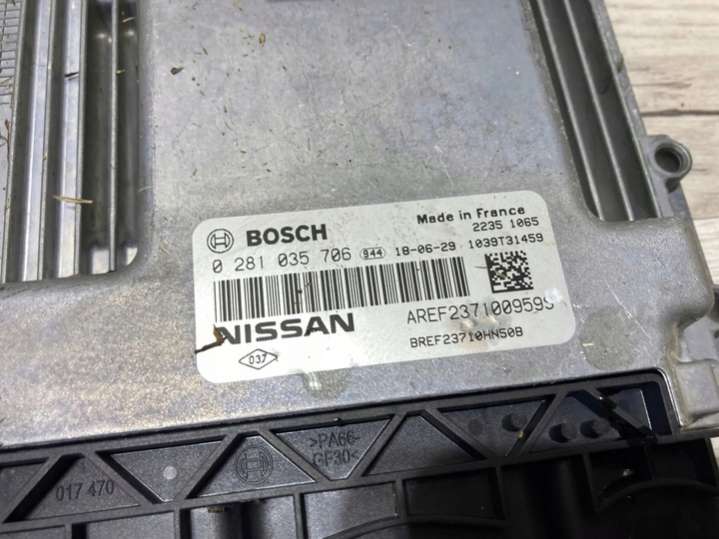 BOSCH
Made in France
2235 1065
0 281 035 706 944 18-06-29 1039T31459
NISSAN
AREF237100959S
BREF23710HN50B
037
>PA66-
GF30<
017 470